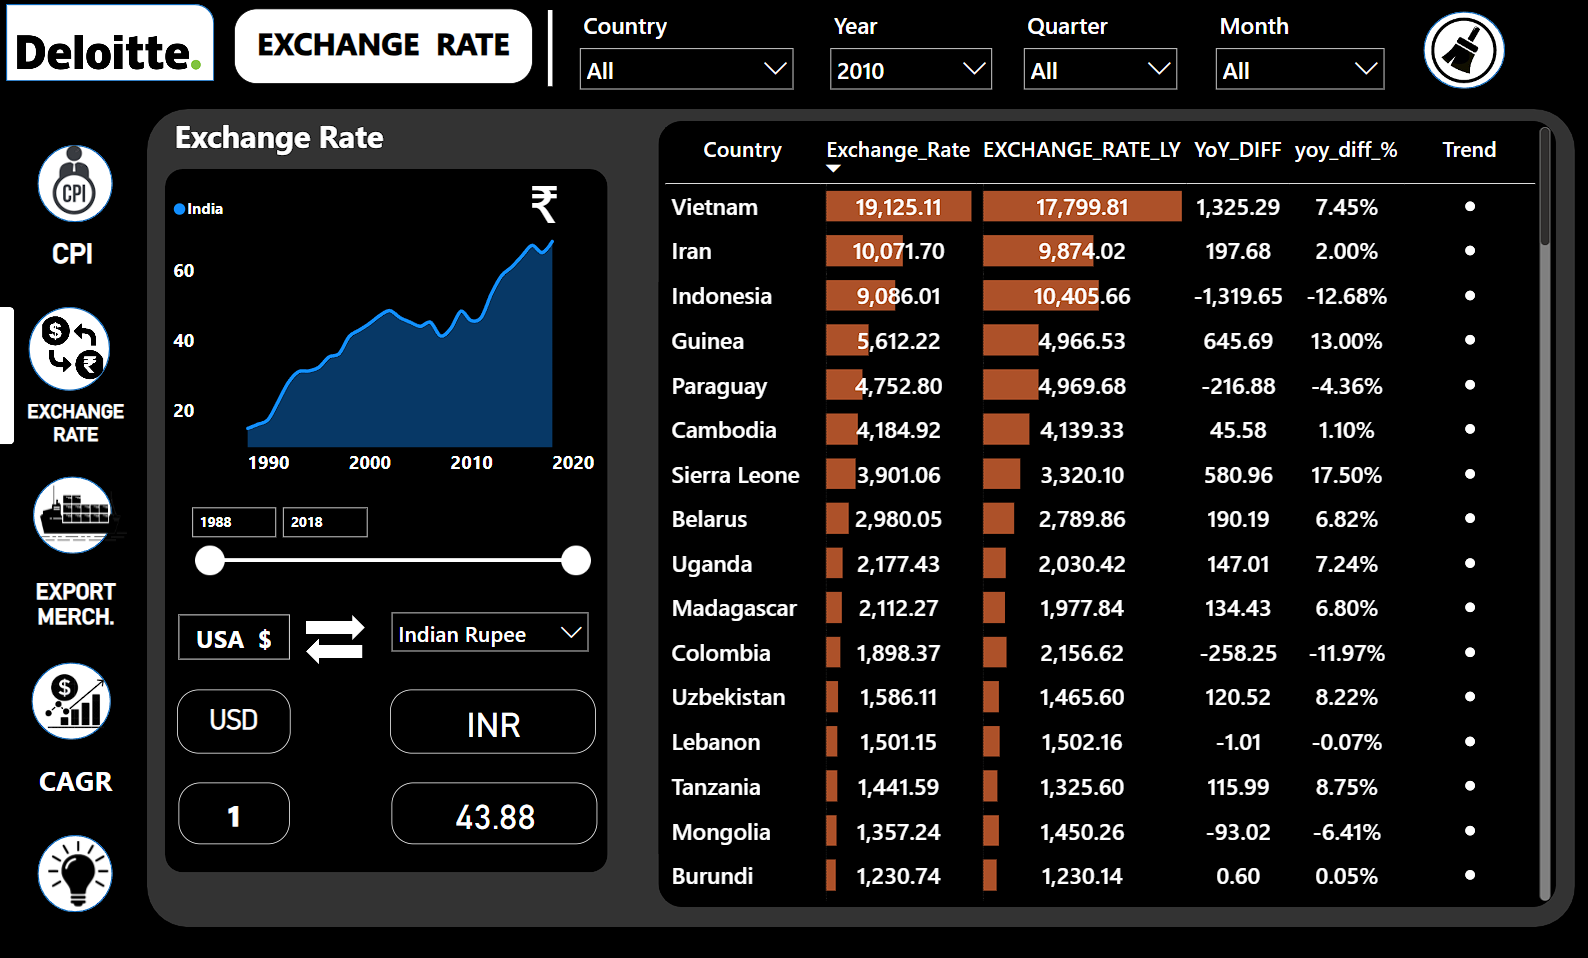 Deloitte.
EXCHANGE RATE
Country
Year
Quarter
Month
All
2010
All
All
CPI
CPI
$
₹
EXCHANGE
RATE
EXPORT
MERCH.
$
CAGR
Exchange Rate
India
₹
60
40
20
1990 2000 2010 2020
1988 2018
USA $
Indian Rupee
USD
INR
1
43.88
Country Exchange_Rate EXCHANGE_RATE_LY YoY_DIFF yoy_diff_% Trend
Vietnam 19,125.11 17,799.81 1,325.29 7.45%
Iran 10,071.70 9,874.02 197.68 2.00%
Indonesia 9,086.01 10,405.66 -1,319.65 -12.68%
Guinea 5,612.22 4,966.53 645.69 13.00%
Paraguay 4,752.80 4,969.68 -216.88 -4.36%
Cambodia 4,184.92 4,139.33 45.58 1.10%
Sierra Leone 3,901.06 3,320.10 580.96 17.50%
Belarus 2,980.05 2,789.86 190.19 6.82%
Uganda 2,177.43 2,030.42 147.01 7.24%
Madagascar 2,112.27 1,977.84 134.43 6.80%
Colombia 1,898.37 2,156.62 -258.25 -11.97%
Uzbekistan 1,586.11 1,465.60 120.52 8.22%
Lebanon 1,501.15 1,502.16 -1.01 -0.07%
Tanzania 1,441.59 1,325.60 115.99 8.75%
Mongolia 1,357.24 1,450.26 -93.02 -6.41%
Burundi 1,230.74 1,230.14 0.60 0.05%